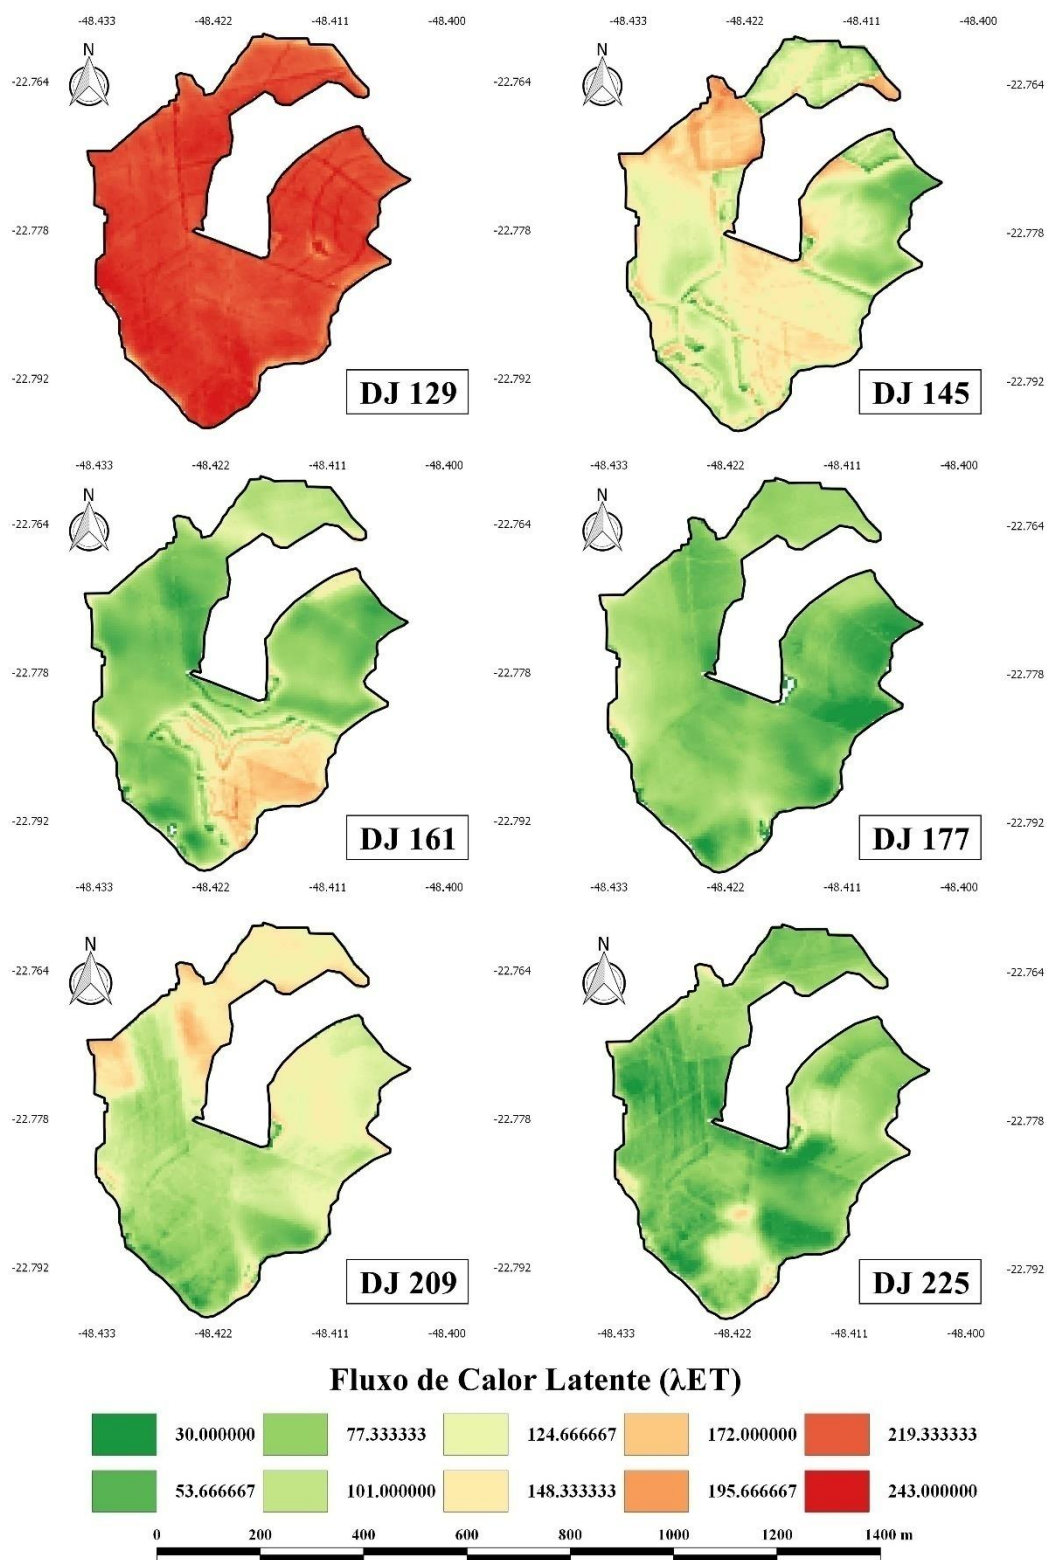 -48.433 -48.422 -48.411 -48.400 -48.433 -48.422 -48.411 -48.400
N N
-22.764 -22.764 -22.764
-22.778 -22.778 -22.778
-22.792 -22.792 -22.792
DJ 129 DJ 145
-48.433 -48.422 -48.411 -48.400 -48.433 -48.422 -48.411 -48.400
N N
-22.764 -22.764 -22.764
-22.778 -22.778 -22.778
-22.792 -22.792 -22.792
DJ 161 DJ 177
-48.433 -48.422 -48.411 -48.400 -48.433 -48.422 -48.411 -48.400
N N
-22.764 -22.764 -22.764
-22.778 -22.778 -22.778
-22.792 -22.792 -22.792
DJ 209 DJ 225
-48.433 -48.422 -48.411 -48.400 -48.433 -48.422 -48.411 -48.400
Fluxo de Calor Latente (λET)
30.000000 77.333333 124.666667 172.000000 219.333333
53.666667 101.000000 148.333333 195.666667 243.000000
0 200 400 600 800 1000 1200 1400 m